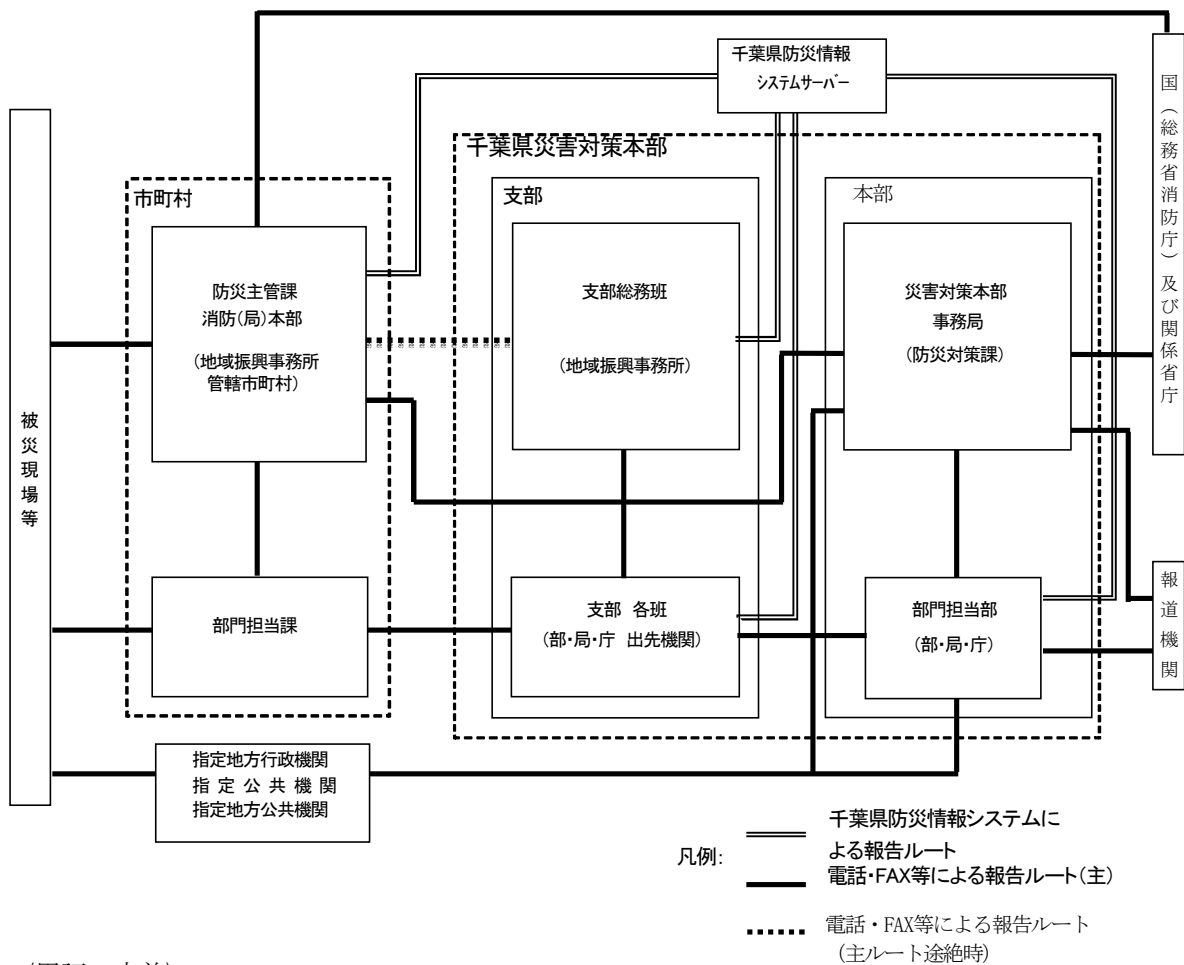 千葉県防災情報
システムサーバー
国（総務省消防庁）及び関係省庁
千葉県災害対策本部
市町村
支部
本部
防災主管課
消防(局)本部
(地域振興事務所
管轄市町村)
支部総務班
(地域振興事務所)
災害対策本部
事務局
(防災対策課)
被災現場等
部門担当課
支部 各班
(部・局・庁 出先機関)
部門担当部
(部・局・庁)
報道機関
指定地方行政機関
指定公共機関
指定地方公共機関
凡例:
千葉県防災情報システムに
よる報告ルート
電話・FAX等による報告ルート(主)
電話・FAX等による報告ルート
(主ルート途絶時)